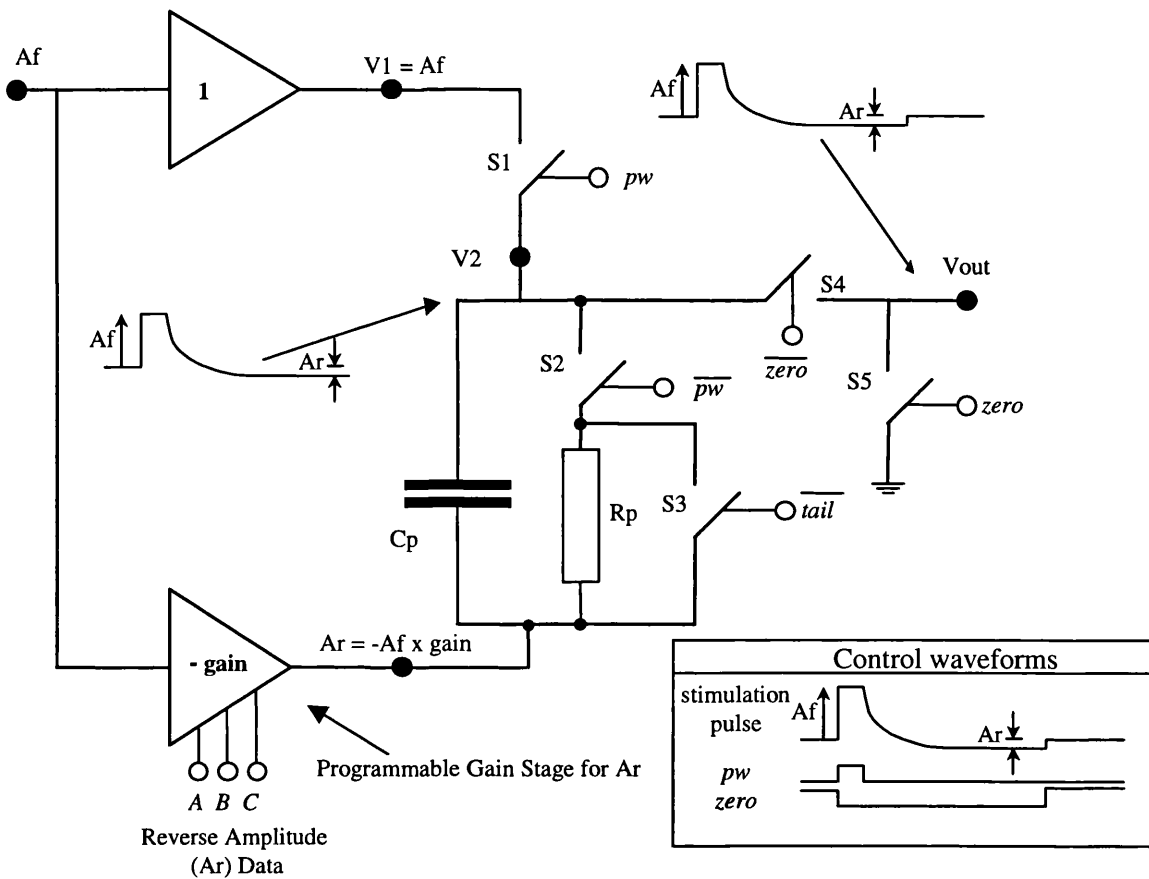 Af
1
V1 = Af
S1
pw
V2
Af
Ar
Vout
S4
zero
S5
zero
Af
Ar
S2
pw
Cp
Rp
S3
tail
- gain
Ar = -Af x gain
A B C
Reverse Amplitude
(Ar) Data
Programmable Gain Stage for Ar
Control waveforms
stimulation
pulse
Af
Ar
pw
zero